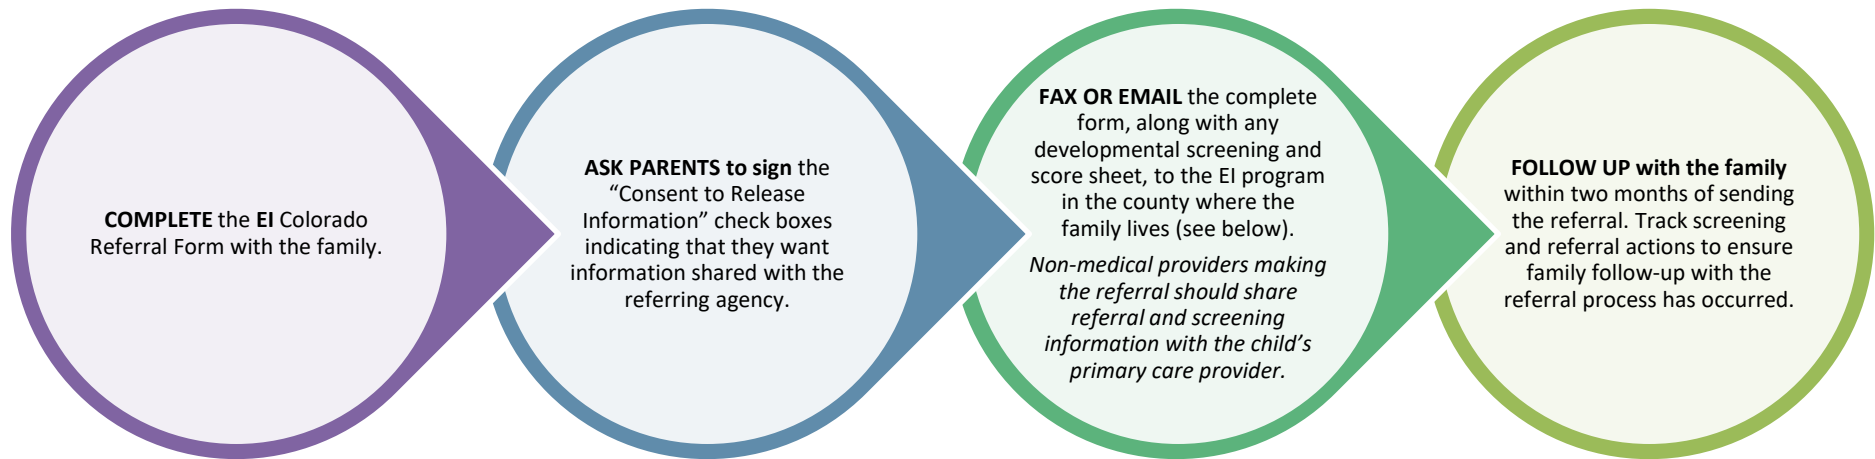 COMPLETE the EI Colorado
Referral Form with the family.
ASK PARENTS to sign the
“Consent to Release
Information” check boxes
indicating that they want
information shared with the
referring agency.
FAX OR EMAIL the complete
form, along with any
developmental screening and
score sheet, to the EI program
in the county where the
family lives (see below).
Non-medical providers making
the referral should share
referral and screening
information with the child’s
primary care provider.
FOLLOW UP with the family
within two months of sending
the referral. Track screening
and referral actions to ensure
family follow-up with the
referral process has occurred.